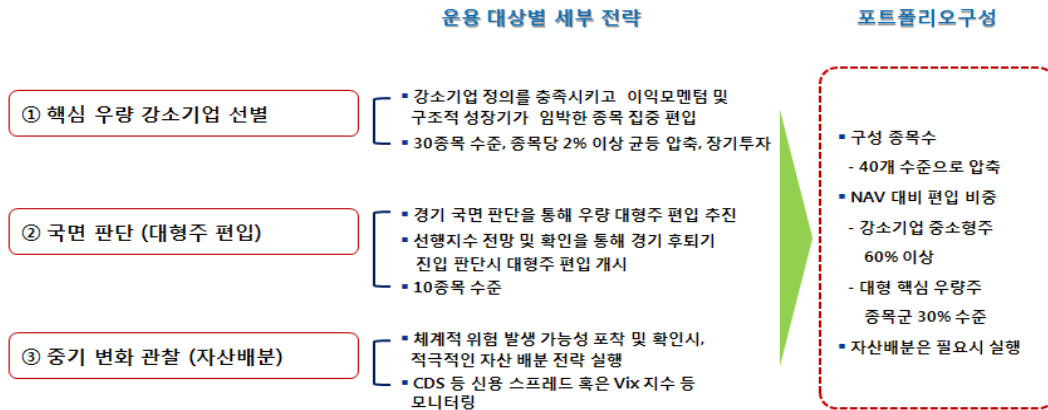 운용 대상별 세부 전략
포트폴리오구성
① 핵심 우량 강소기업 선별
▪ 강소기업 정의를 충족시키고 이익모멘텀 및
구조적 성장기가 임박한 종목 집중 편입
▪ 30종목 수준, 종목당 2% 이상 균등 압축, 장기투자
② 국면 판단 (대형주 편입)
▪ 경기 국면 판단을 통해 우량 대형주 편입 추진
▪ 선행지수 전망 및 확인을 통해 경기 후퇴기
진입 판단시 대형주 편입 개시
▪ 10종목 수준
③ 중기 변화 관찰 (자산배분)
▪ 체계적 위험 발생 가능성 포착 및 확인시,
적극적인 자산 배분 전략 실행
▪ CDS 등 신용 스프레드 혹은 Vix 지수 등
모니터링
▪ 구성 종목수
- 40개 수준으로 압축
▪ NAV 대비 편입 비중
- 강소기업 중소형주
60% 이상
- 대형 핵심 우량주
종목군 30% 수준
▪ 자산배분은 필요시 실행